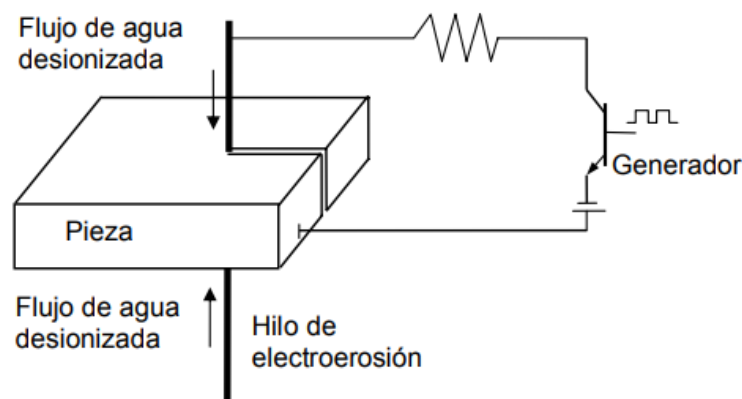 Flujo de agua
desionizada
Generador
Pieza
Flujo de agua
desionizada
Hilo de
electroerosión